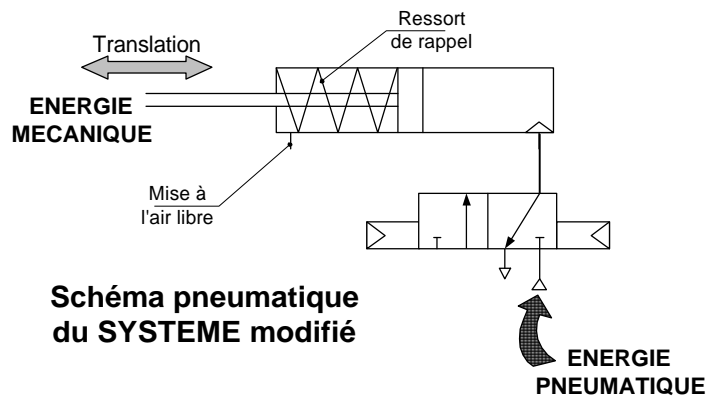 Ressort
de rappel
Translation
ENERGIE
MECANIQUE
Mise à
l'air libre
Schéma pneumatique
du SYSTEME modifié
ENERGIE
PNEUMATIQUE